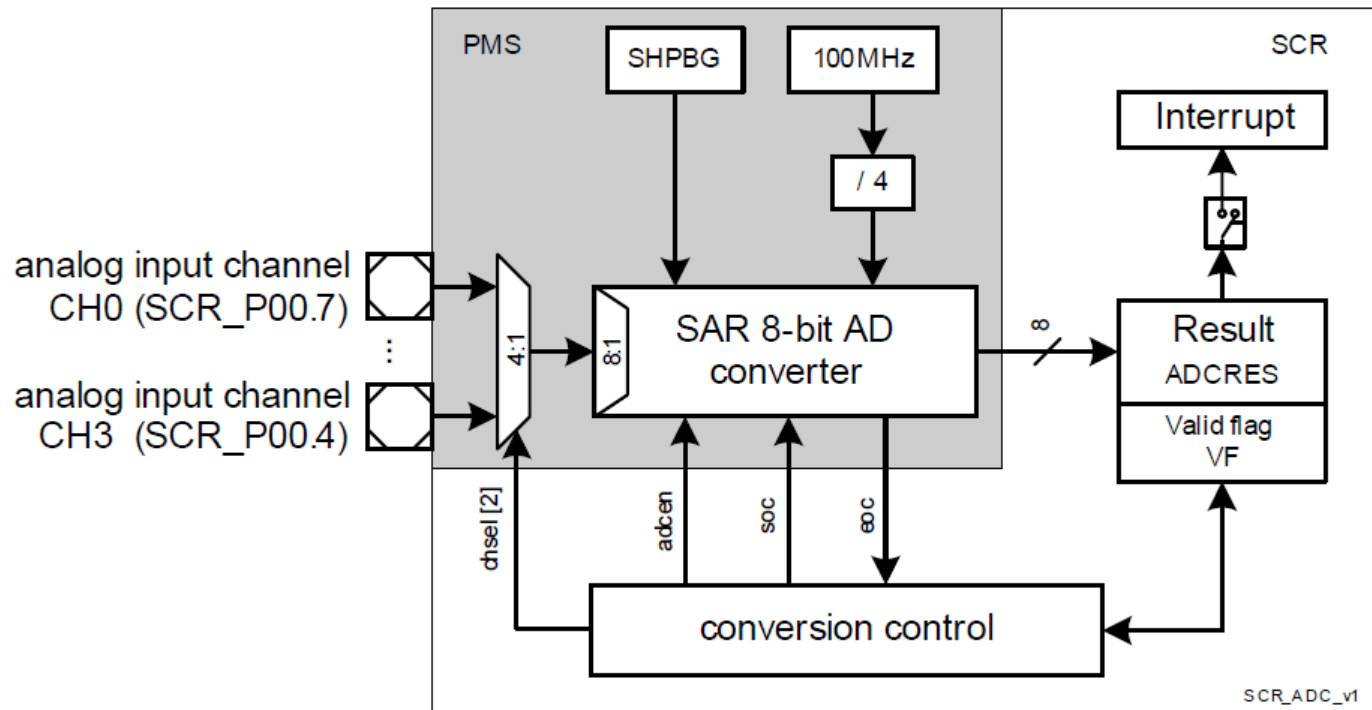 PMS
SCR
SHPBG
100MHz
Interrupt
/ 4
analog input channel
CH0 (SCR_P00.7)
...
analog input channel
CH3 (SCR_P00.4)
4:1
8:1
SAR 8-bit AD
converter
8
Result
ADCRES
Valid flag
VF
chsel [2]
adcen
soc
eoc
conversion control
SCR_ADC_v1